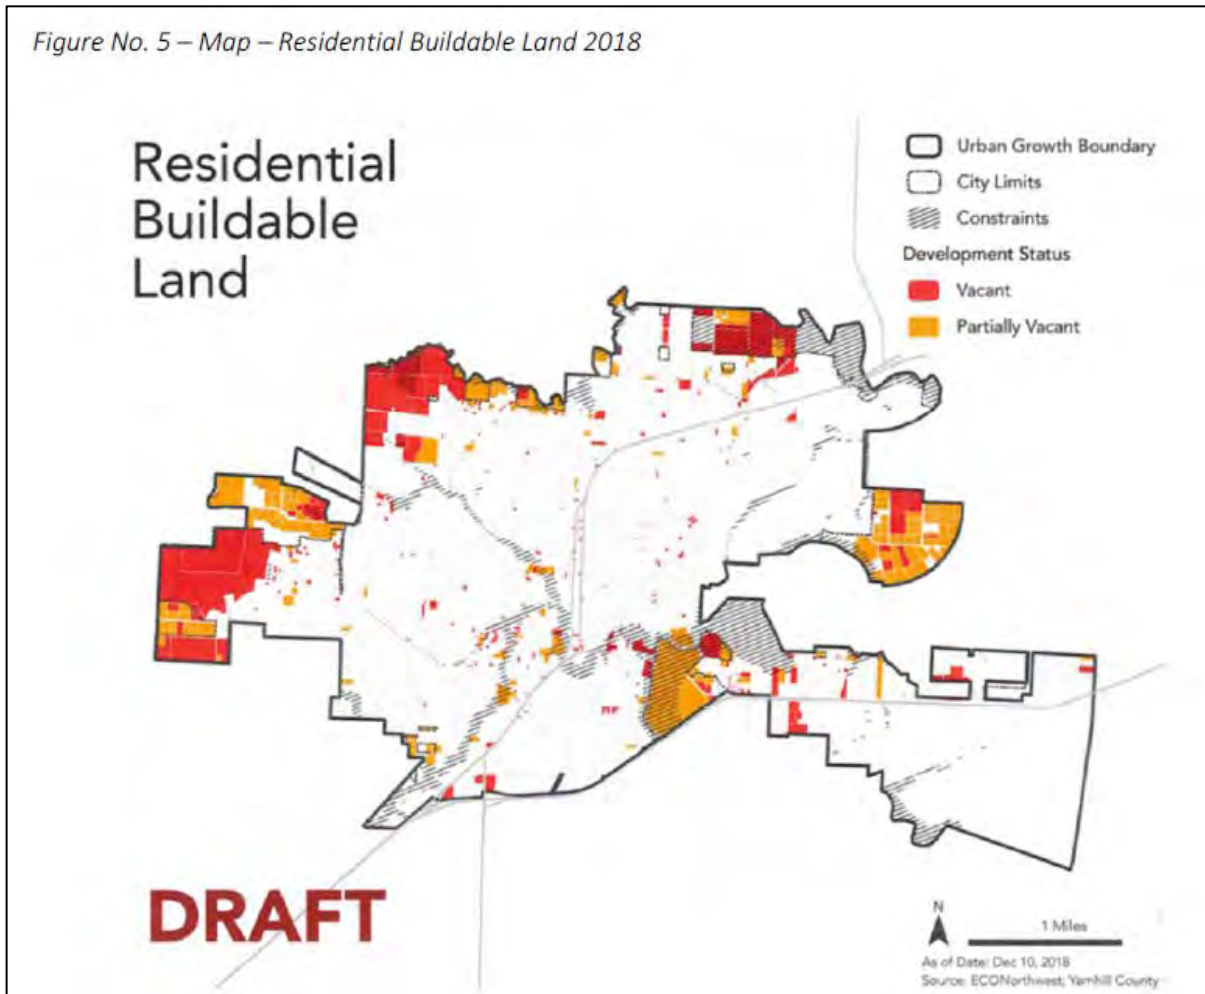 Figure No. 5 – Map – Residential Buildable Land 2018
Residential
Buildable
Land
Urban Growth Boundary
City Limits
Constraints
Development Status
Vacant
Partially Vacant
DRAFT
N
1 Miles
As of Date: Dec 10, 2018
Source: ECONorthwest; Yamhill County